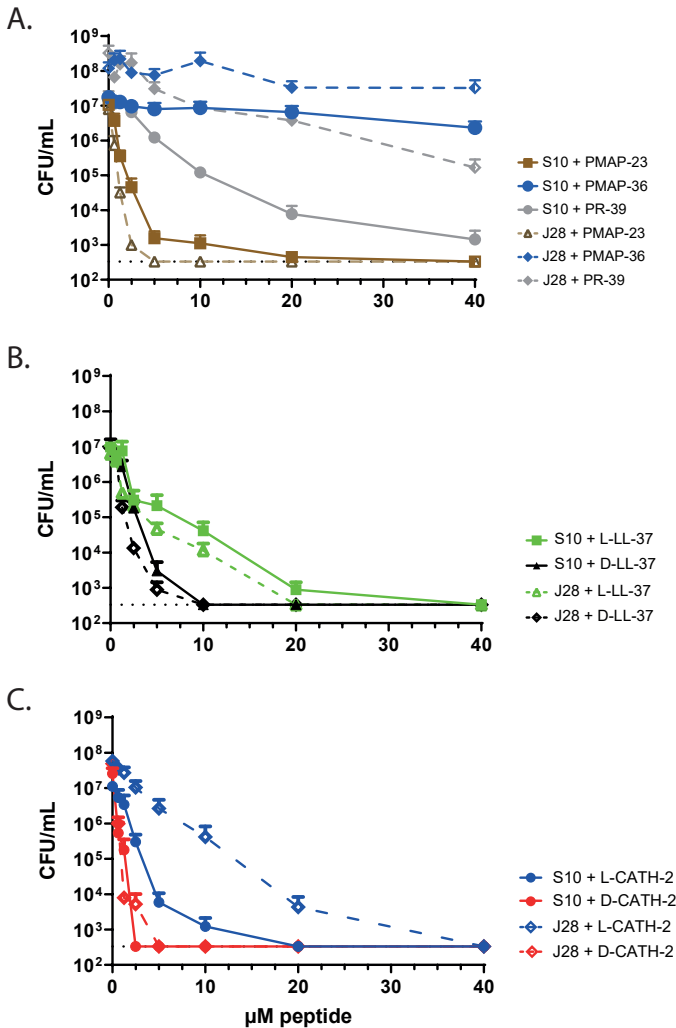 A.
10⁹
10⁸
10⁷
10⁶
10⁵
10⁴
10³
10²
CFU/mL
0 10 20 30 40
S10 + PMAP-23
S10 + PMAP-36
S10 + PR-39
J28 + PMAP-23
J28 + PMAP-36
J28 + PR-39
B.
10⁹
10⁸
10⁷
10⁶
10⁵
10⁴
10³
10²
CFU/mL
0 10 20 30 40
S10 + L-LL-37
S10 + D-LL-37
J28 + L-LL-37
J28 + D-LL-37
C.
10⁹
10⁸
10⁷
10⁶
10⁵
10⁴
10³
10²
CFU/mL
0 10 20 30 40
µM peptide
S10 + L-CATH-2
S10 + D-CATH-2
J28 + L-CATH-2
J28 + D-CATH-2